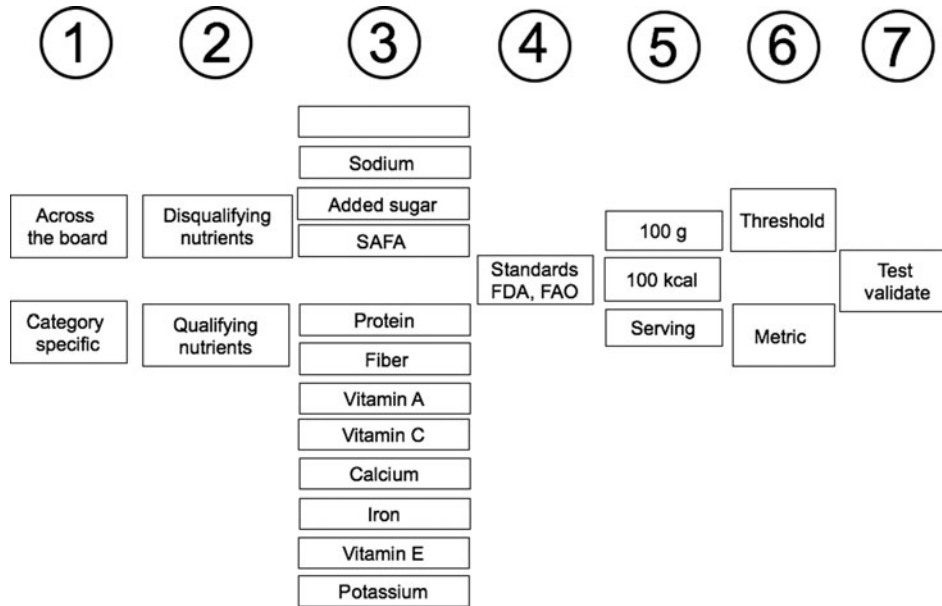 1
2
3
4
5
6
7
Across
the board
Category
specific
Disqualifying
nutrients
Qualifying
nutrients
Sodium
Added sugar
SAFA
Protein
Fiber
Vitamin A
Vitamin C
Calcium
Iron
Vitamin E
Potassium
Standards
FDA, FAO
100 g
100 kcal
Serving
Threshold
Metric
Test
validate